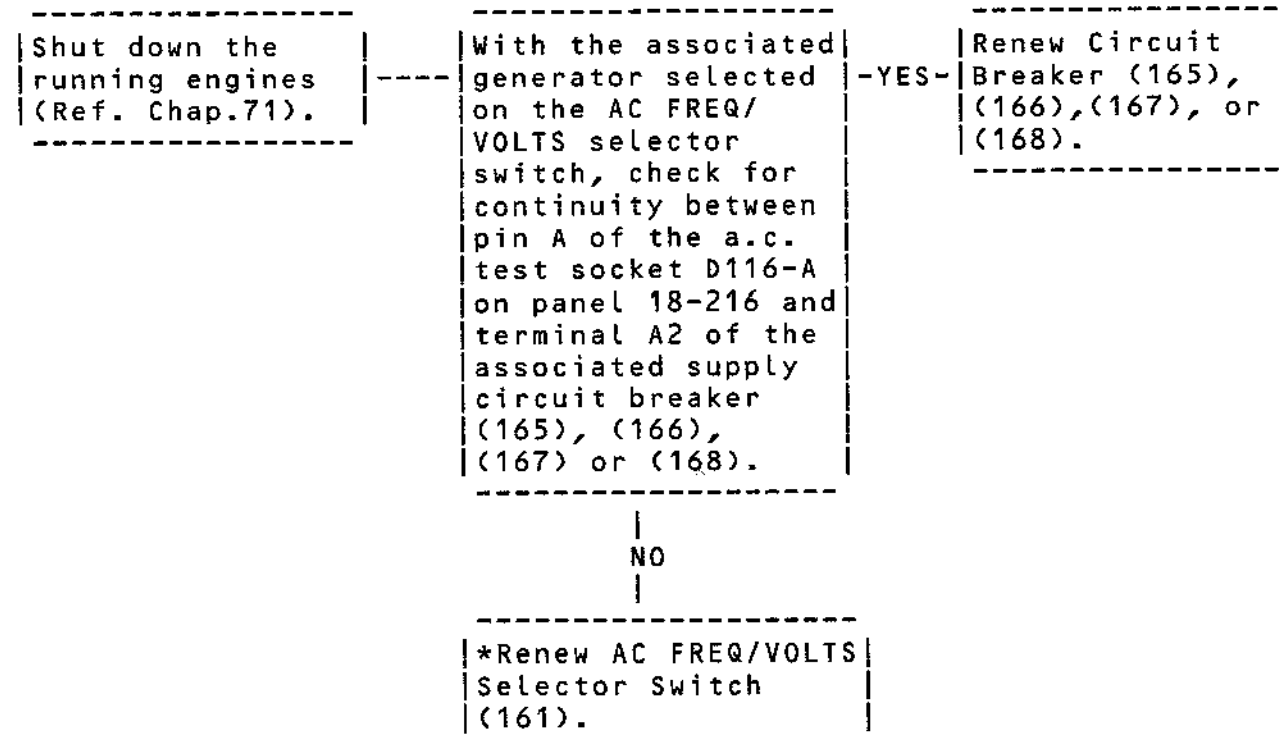 Shut down the
running engines
(Ref. Chap.71).
With the associated
generator selected
on the AC FREQ/
VOLTS selector
switch, check for
continuity between
pin A of the a.c.
test socket D116-A
on panel 18-216 and
terminal A2 of the
associated supply
circuit breaker
(165), (166),
(167) or (168).
YES
Renew Circuit
Breaker (165),
(166),(167), or
(168).
NO
*Renew AC FREQ/VOLTS
Selector Switch
(161).